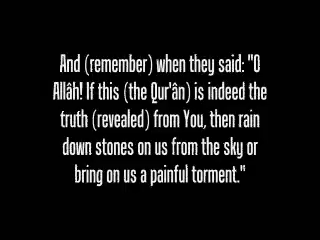 And (remember) when they said: "O
Allâh! If this (the Qur'ân) is indeed the
truth (revealed) from You, then rain
down stones on us from the sky or
bring on us a painful torment."